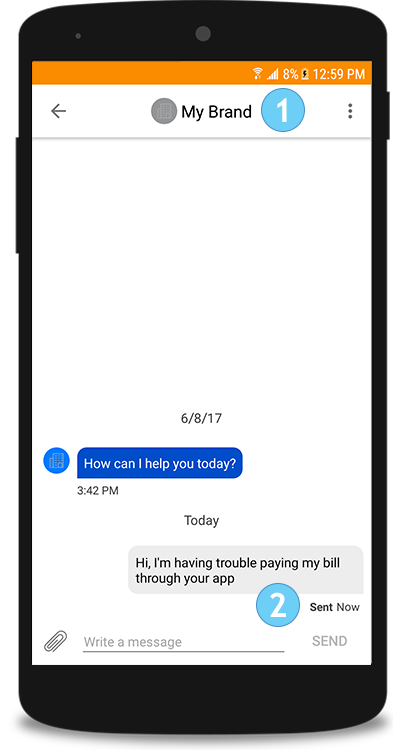 8% 12:59 PM
My Brand 1
6/8/17
How can I help you today?
3:42 PM
Today
Hi, I'm having trouble paying my bill
through your app
2 Sent Now
Write a message SEND